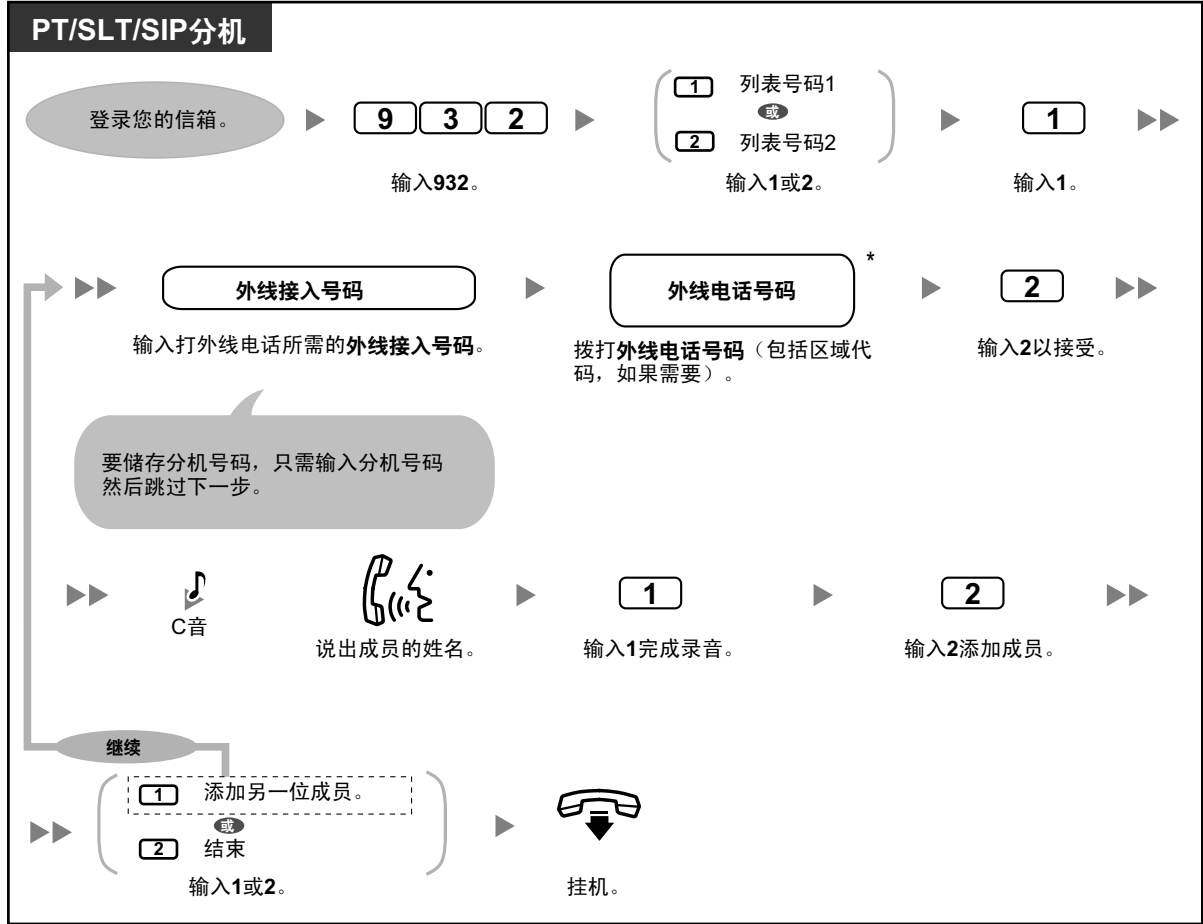 PT/SLT/SIP分机
登录您的信箱。
9 3 2
输入932。
1 列表号码1
或
2 列表号码2
输入1或2。
1
输入1。
外线接入号码
输入打外线电话所需的外线接入号码。
外线电话号码
*
拨打外线电话号码（包括区域代
码，如果需要）。
2
输入2以接受。
要储存分机号码，只需输入分机号码
然后跳过下一步。
C音
说出成员的姓名。
1
输入1完成录音。
2
输入2添加成员。
继续
1 添加另一位成员。
或
2 结束
输入1或2。
挂机。